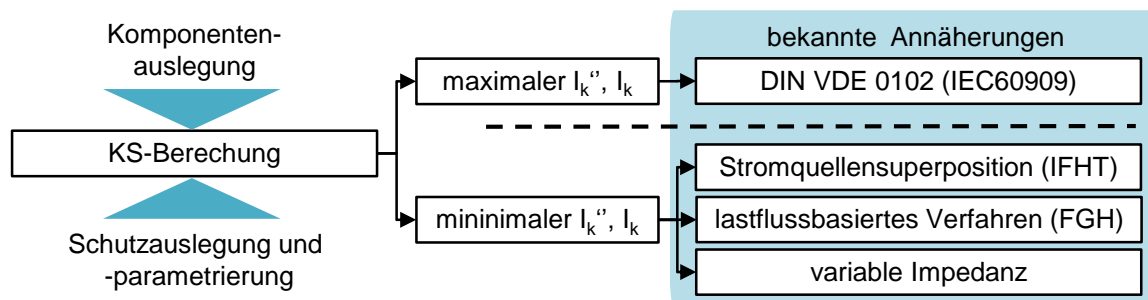 Komponenten-
auslegung
KS-Berechung
Schutzauslegung und
-parametrierung
maximaler Iₖ‘’, Iₖ
mininimaler Iₖ‘’, Iₖ
bekannte Annäherungen
DIN VDE 0102 (IEC60909)
Stromquellensuperposition (IFHT)
lastflussbasiertes Verfahren (FGH)
variable Impedanz